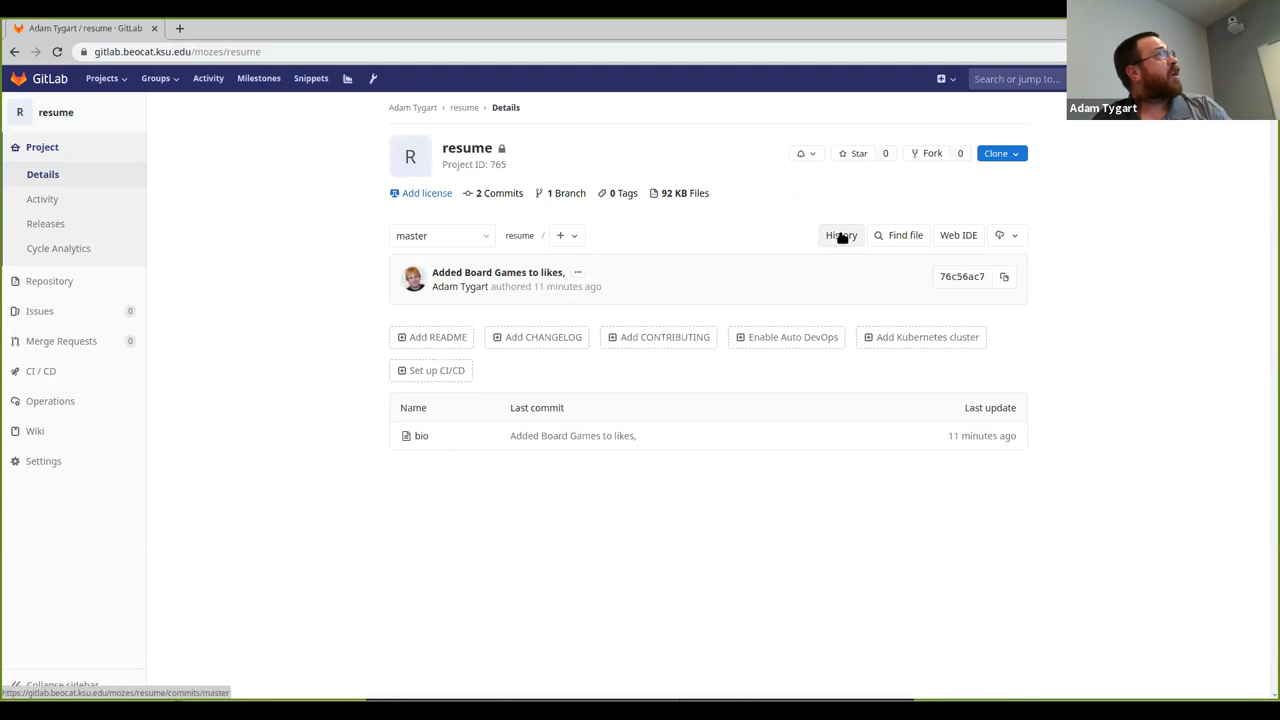 Adam Tygart / resume · GitLab
gitlab.beocat.ksu.edu/mozes/resume
GitLab Projects Groups Activity Milestones Snippets Search or jump to...
Adam Tygart
R resume
Project
Details
Activity
Releases
Cycle Analytics
Repository
Issues 0
Merge Requests 0
CI / CD
Operations
Wiki
Settings
Collapse sidebar
Adam Tygart > resume > Details
R
resume
Project ID: 765
Star 0 Fork 0 Clone
Add license 2 Commits 1 Branch 0 Tags 92 KB Files
master resume / + History Find file Web IDE
Added Board Games to likes, ...
Adam Tygart authored 11 minutes ago
76c56ac7
Add README Add CHANGELOG Add CONTRIBUTING Enable Auto DevOps Add Kubernetes cluster
Set up CI/CD
Name Last commit Last update
bio Added Board Games to likes, 11 minutes ago
https://gitlab.beocat.ksu.edu/mozes/resume/commits/master